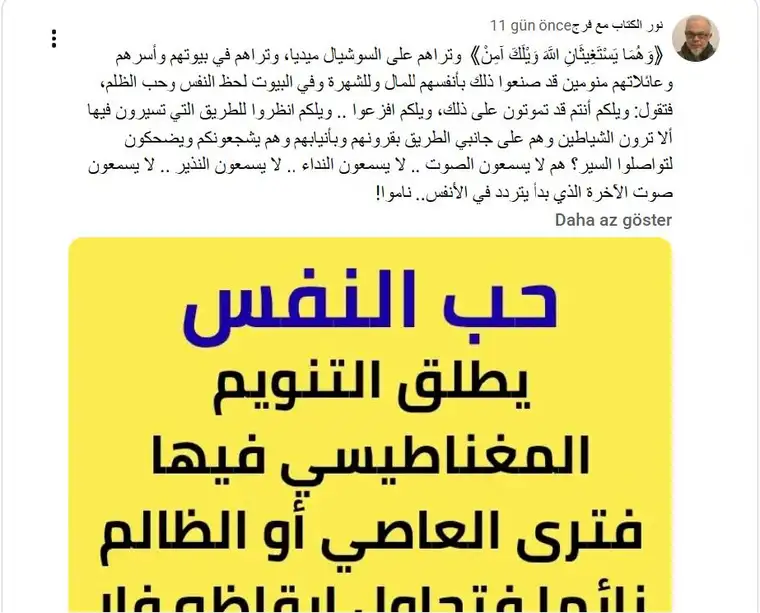 نور الكتاب مع فرج 11 gün önce
﴿وَهُمَا يَسْتَغِيثَانِ اللَّهَ وَيْلَكَ آمِنْ﴾ وتراهم على السوشيال ميديا، وتراهم في بيوتهم وأسرهم
وعائلاتهم منومين قد صنعوا ذلك بأنفسهم للمال وللشهرة وفي البيوت لحظ النفس وحب الظلم،
فتقول: ويلكم أنتم قد تموتون على ذلك، ويلكم افزعوا .. ويلكم انظروا للطريق التي تسيرون فيها
ألا ترون الشياطين وهم على جانبي الطريق بقرونهم وبأنيابهم وهم يشجعونكم ويضحكون
لتواصلوا السير؟ هم لا يسمعون الصوت .. لا يسمعون النداء .. لا يسمعون النذير .. لا يسمعون
صوت الآخرة الذي بدأ يتردد في الأنفس.. ناموا!
Daha az göster
حب النفس
يطلق التنويم
المغناطيسي فيها
فترى العاصي أو الظالم
نائما فتحاول إيقاظه فلا